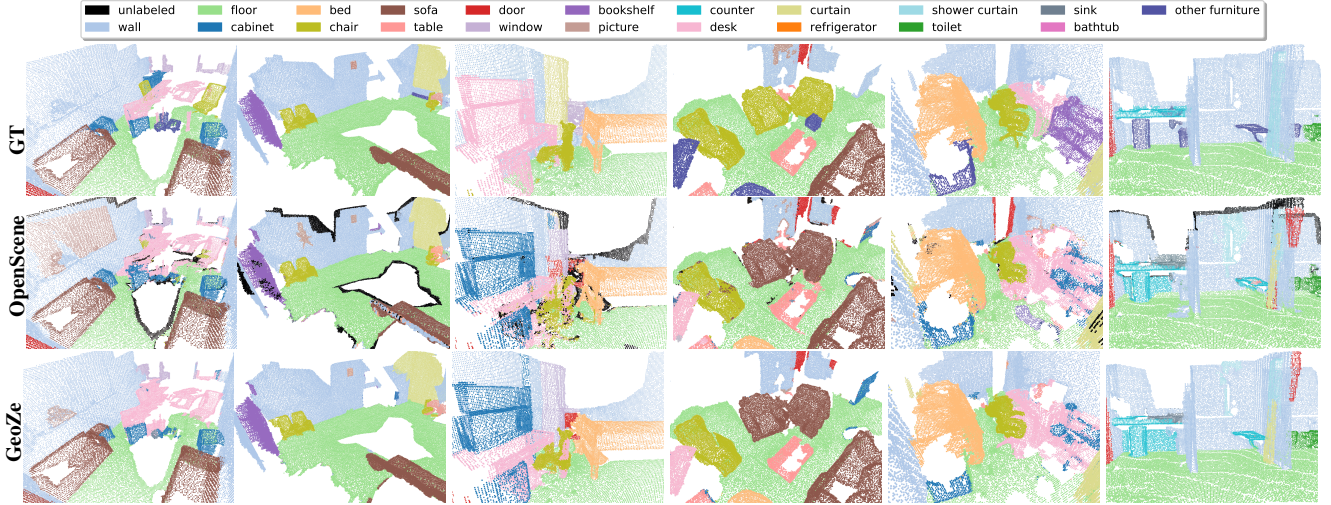 unlabeled floor bed sofa door bookshelf counter curtain shower curtain sink other furniture
wall cabinet chair table window picture desk refrigerator toilet bathtub
GT
OpenScene
GeoZe